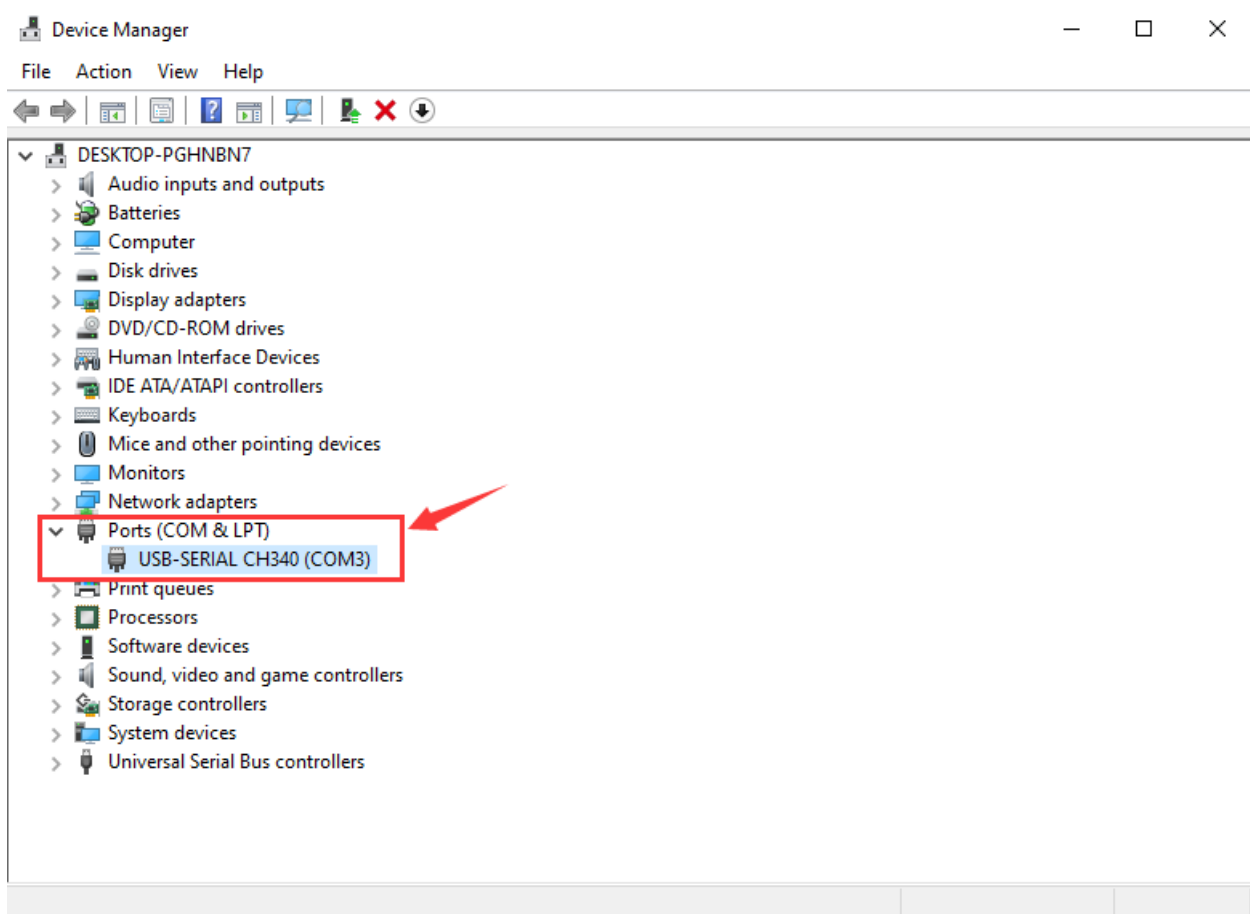 Device Manager
File Action View Help
DESKTOP-PGHNBN7
Audio inputs and outputs
Batteries
Computer
Disk drives
Display adapters
DVD/CD-ROM drives
Human Interface Devices
IDE ATA/ATAPI controllers
Keyboards
Mice and other pointing devices
Monitors
Network adapters
Ports (COM & LPT)
USB-SERIAL CH340 (COM3)
Print queues
Processors
Software devices
Sound, video and game controllers
Storage controllers
System devices
Universal Serial Bus controllers